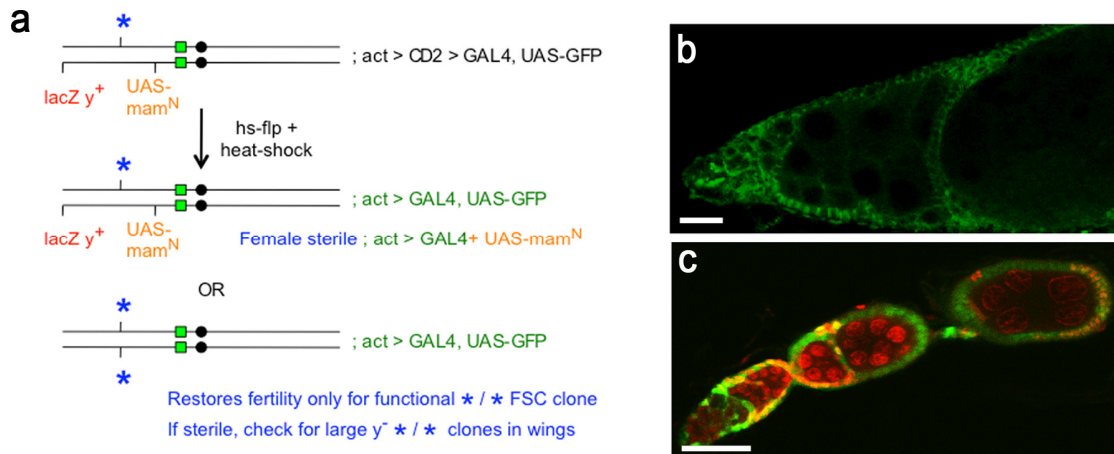 a
*
; act > CD2 > GAL4, UAS-GFP
lacZ y+
UAS-
mamN
hs-flp +
heat-shock
*
; act > GAL4, UAS-GFP
lacZ y+
UAS-
mamN
Female sterile ; act > GAL4+ UAS-mamN
OR
*
; act > GAL4, UAS-GFP
*
Restores fertility only for functional * / * FSC clone
If sterile, check for large y- * / * clones in wings
b
c